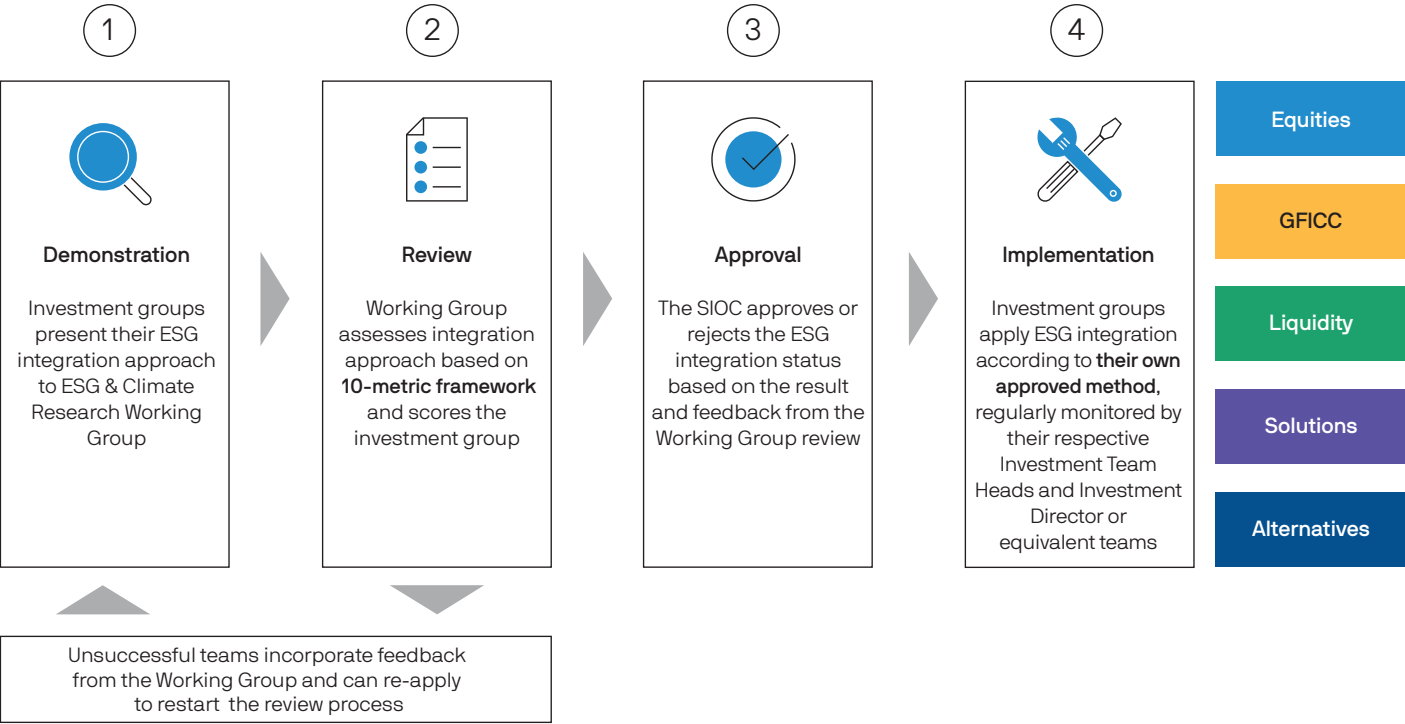 1
Demonstration
Investment groups
present their ESG
integration approach
to ESG & Climate
Research Working
Group
2
Review
Working Group
assesses integration
approach based on
10-metric framework
and scores the
investment group
3
Approval
The SIOC approves or
rejects the ESG
integration status
based on the result
and feedback from the
Working Group review
4
Implementation
Investment groups
apply ESG integration
according to their own
approved method,
regularly monitored by
their respective
Investment Team
Heads and Investment
Director or
equivalent teams
Equities
GFICC
Liquidity
Solutions
Alternatives
Unsuccessful teams incorporate feedback
from the Working Group and can re-apply
to restart the review process